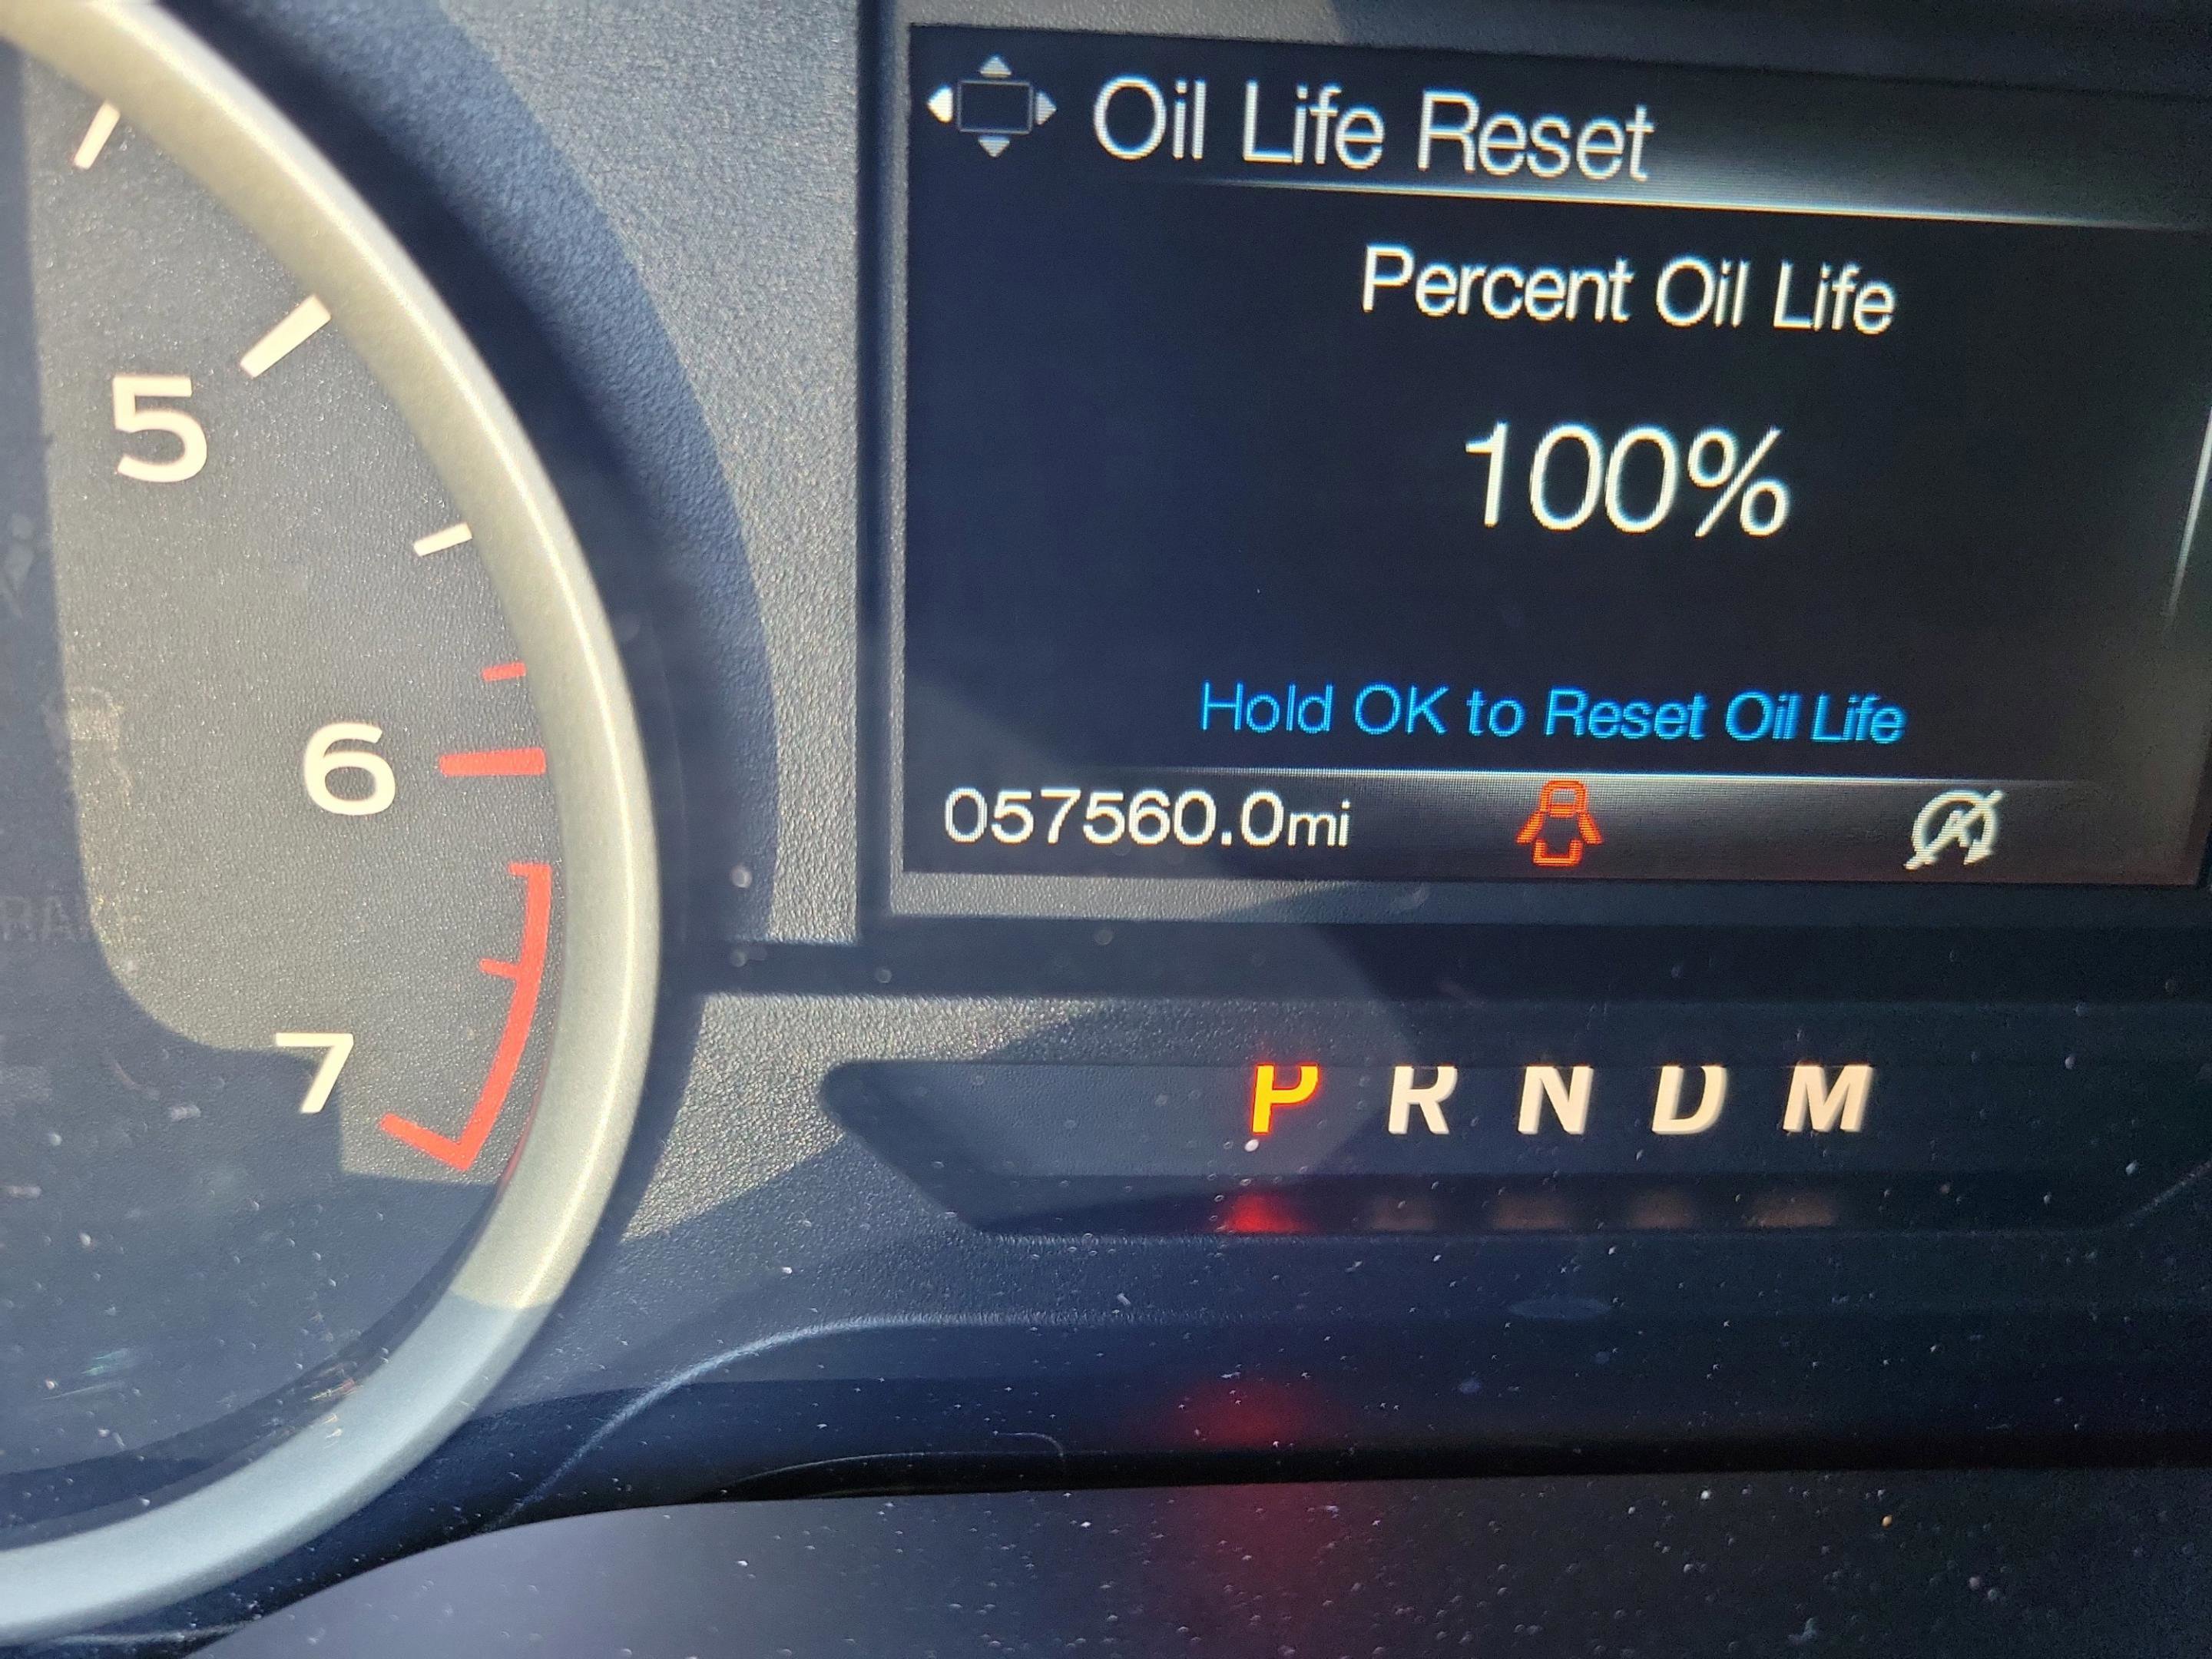 Oil Life Reset
Percent Oil Life
100%
Hold OK to Reset Oil Life
057560.0mi
5
6
7
P R N D M